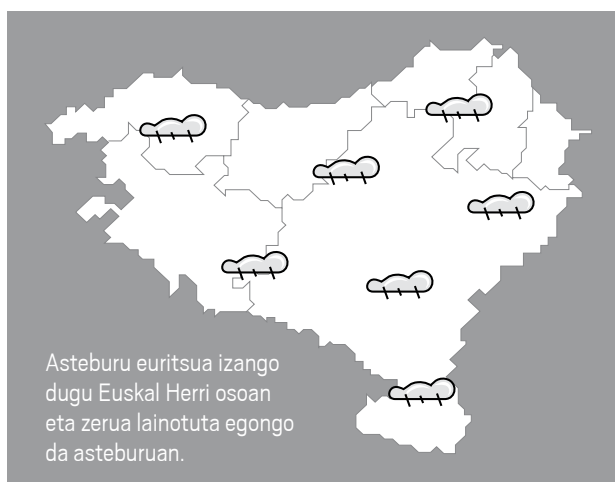 Asteburu euritsua izango
dugu Euskal Herri osoan
eta zerua lainotuta egongo
da asteburuan.